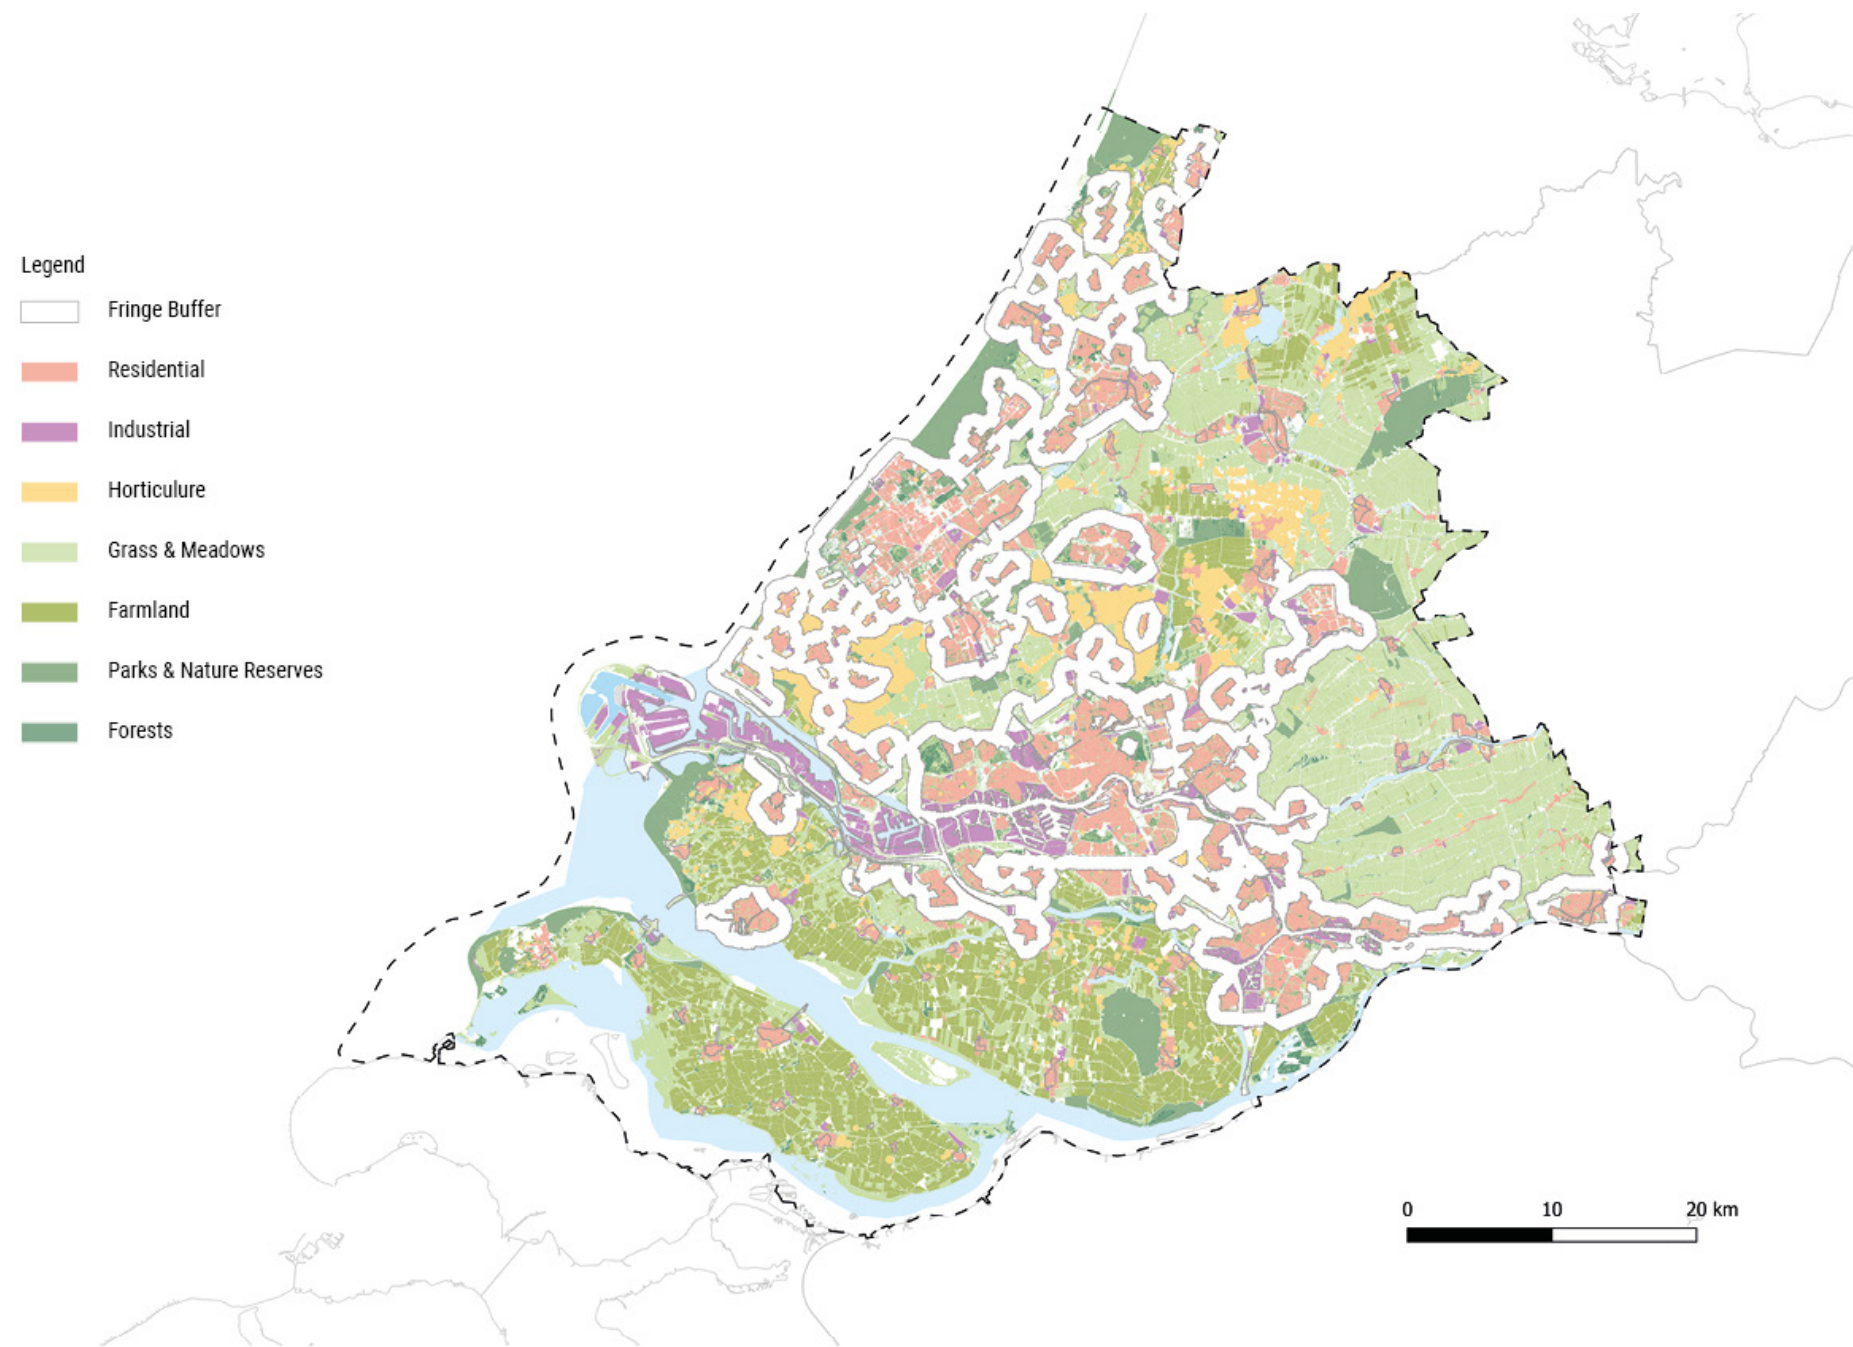 Legend
Fringe Buffer
Residential
Industrial
Horticulure
Grass & Meadows
Farmland
Parks & Nature Reserves
Forests
0 10 20 km